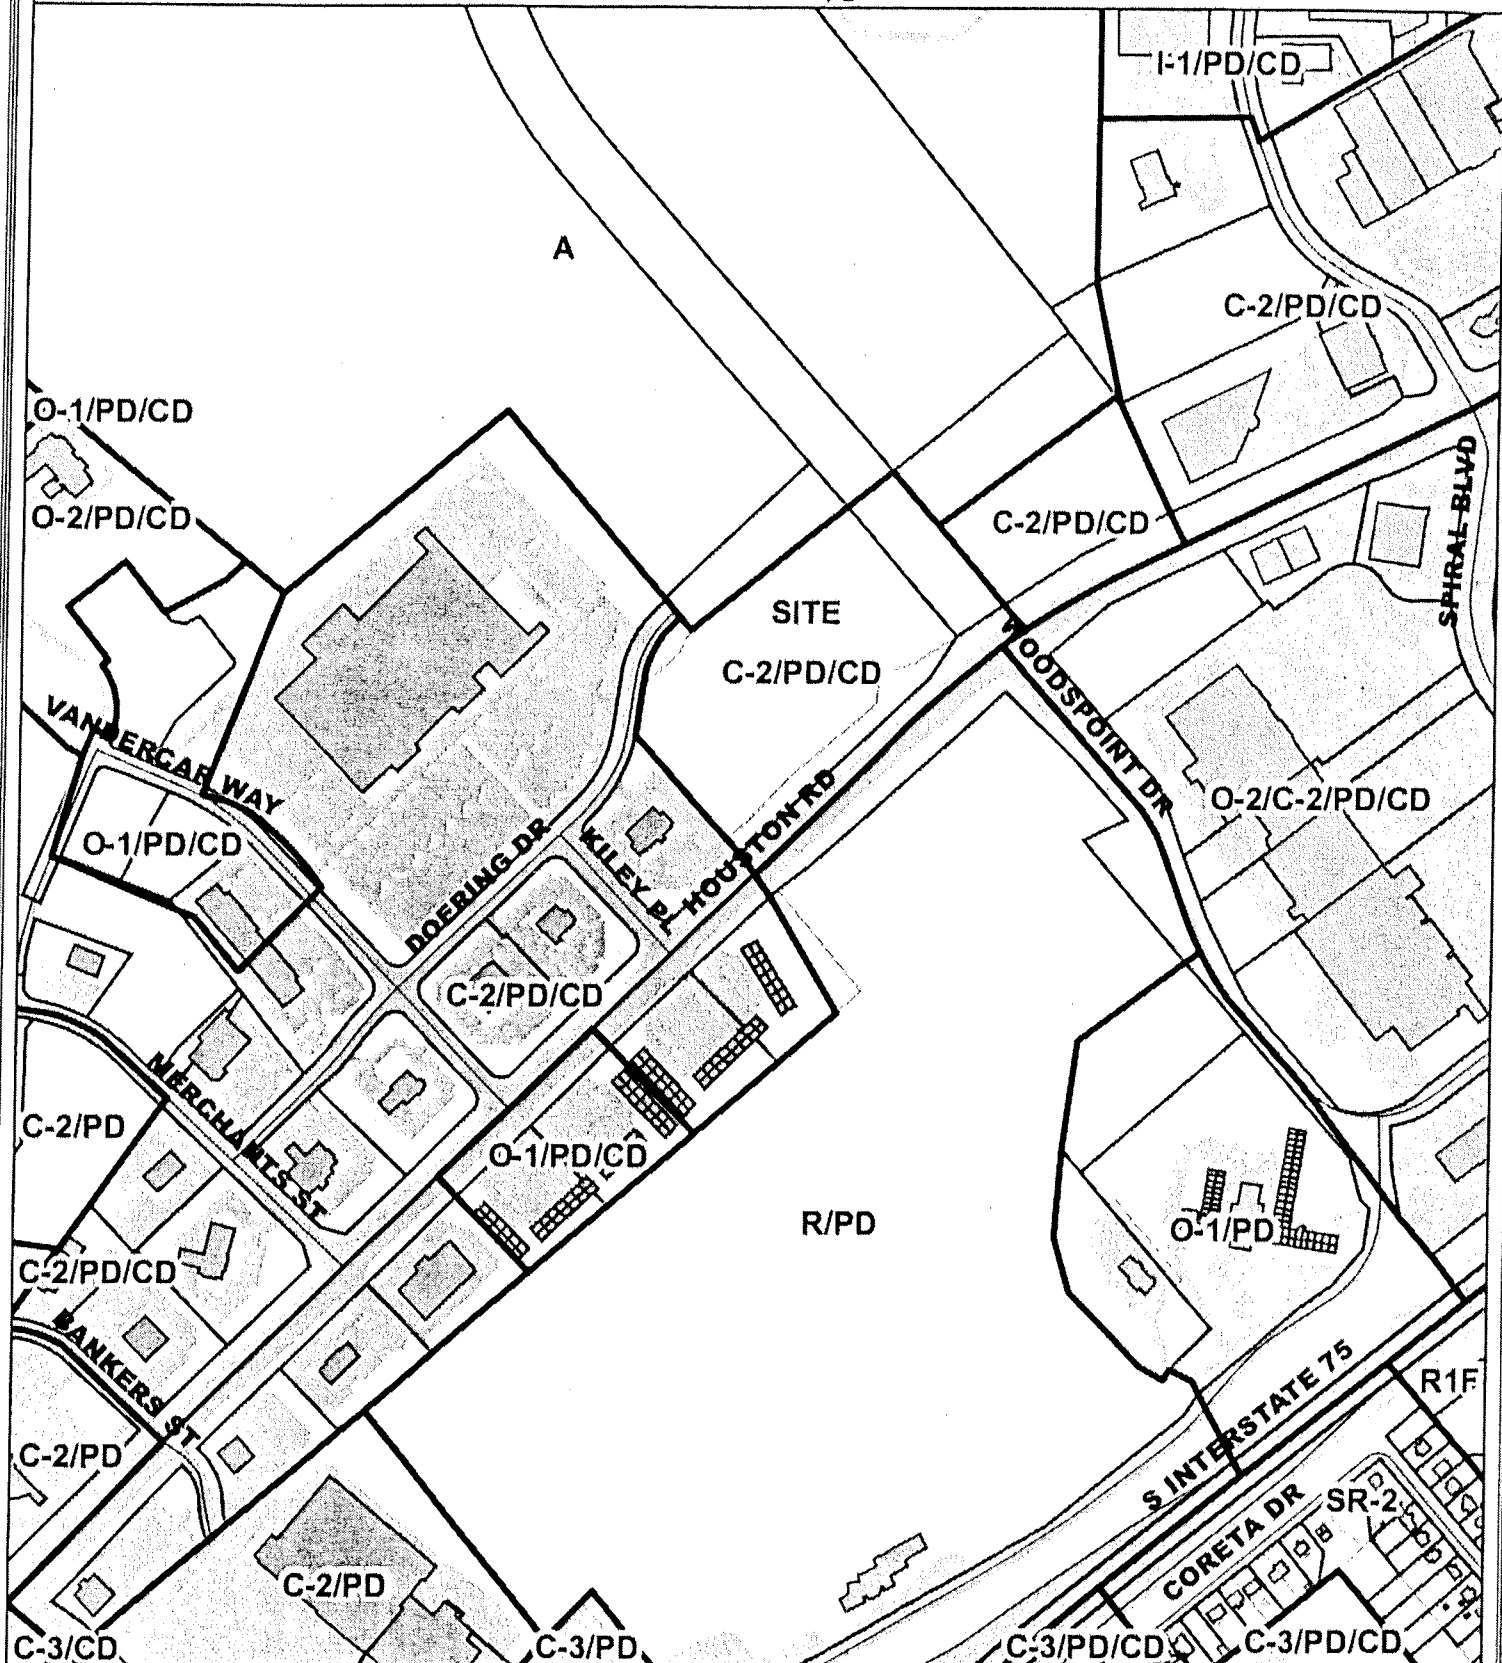 I-1/PD/CD
A
C-2/PD/CD
O-1/PD/CD
O-2/PD/CD
C-2/PD/CD
SPIRAL BLVD
SITE
C-2/PD/CD
WOODSPOINT DR
VANDERCAR WAY
O-2/C-2/PD/CD
HOUSTON RD
O-1/PD/CD
DOERING DR
KILEY PL
C-2/PD/CD
MERCHANTS ST
C-2/PD
O-1/PD/CD
R/PD
O-1/PD
C-2/PD/CD
BANKERS ST
S INTERSTATE 75
R1F
C-2/PD
SR-2
CORETA DR
C-2/PD
C-3/CD
C-3/PD
C-3/PD/CD
C-3/PD/CD